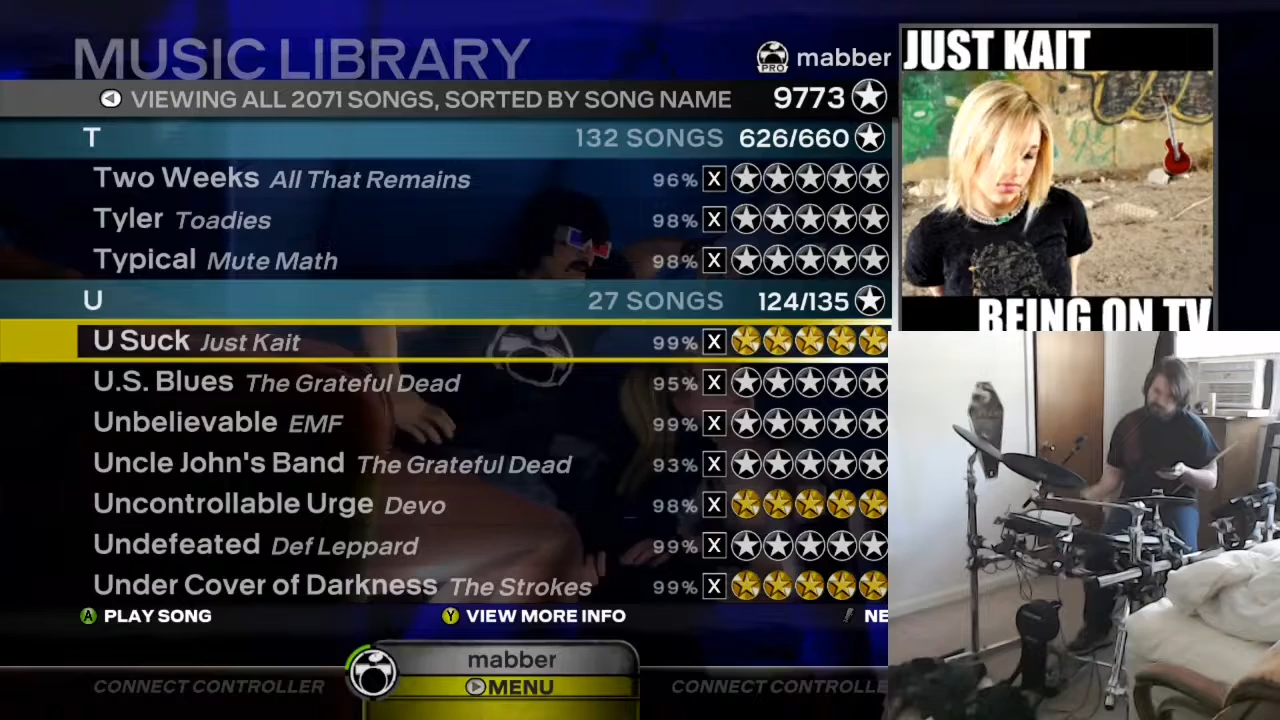 MUSIC LIBRARY
PRO mabber
VIEWING ALL 2071 SONGS, SORTED BY SONG NAME 9773
T 132 SONGS 626/660
Two Weeks All That Remains 96% X
Tyler Toadies 98% X
Typical Mute Math 98% X
U 27 SONGS 124/135
U Suck Just Kait 99% X
U.S. Blues The Grateful Dead 95% X
Unbelievable EMF 99% X
Uncle John's Band The Grateful Dead 93% X
Uncontrollable Urge Devo 98% X
Undefeated Def Leppard 99% X
Under Cover of Darkness The Strokes 99% X
A PLAY SONG Y VIEW MORE INFO NE
CONNECT CONTROLLER
mabber
MENU
CONNECT CONTROLLE
JUST KAIT
BEING ON TV